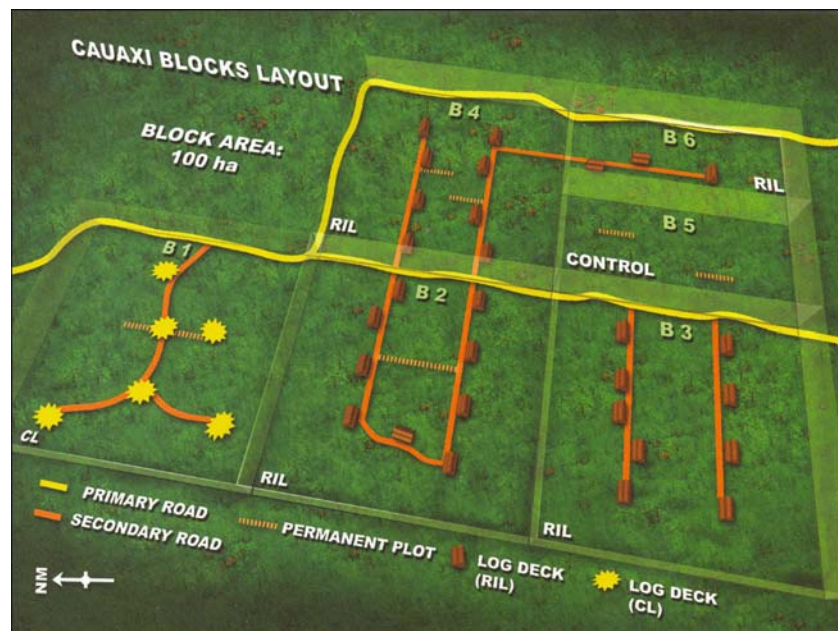 CAUAXI BLOCKS LAYOUT
BLOCK AREA:
100 ha
B 4
B 6
RIL
RIL
B 5
CONTROL
B 1
B 2
B 3
CL
RIL
RIL
PRIMARY ROAD
SECONDARY ROAD
PERMANENT PLOT
LOG DECK
(RIL)
LOG DECK
(CL)
NM